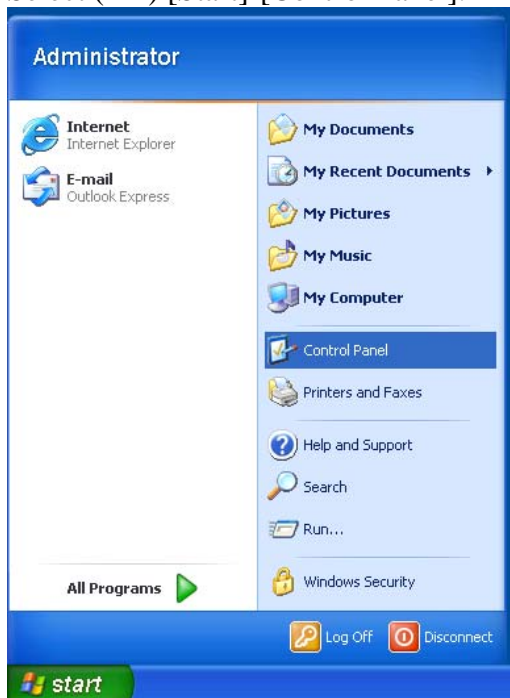 Administrator
Internet
Internet Explorer
E-mail
Outlook Express
All Programs
My Documents
My Recent Documents
My Pictures
My Music
My Computer
Control Panel
Printers and Faxes
Help and Support
Search
Run...
Windows Security
Log Off Disconnect
start